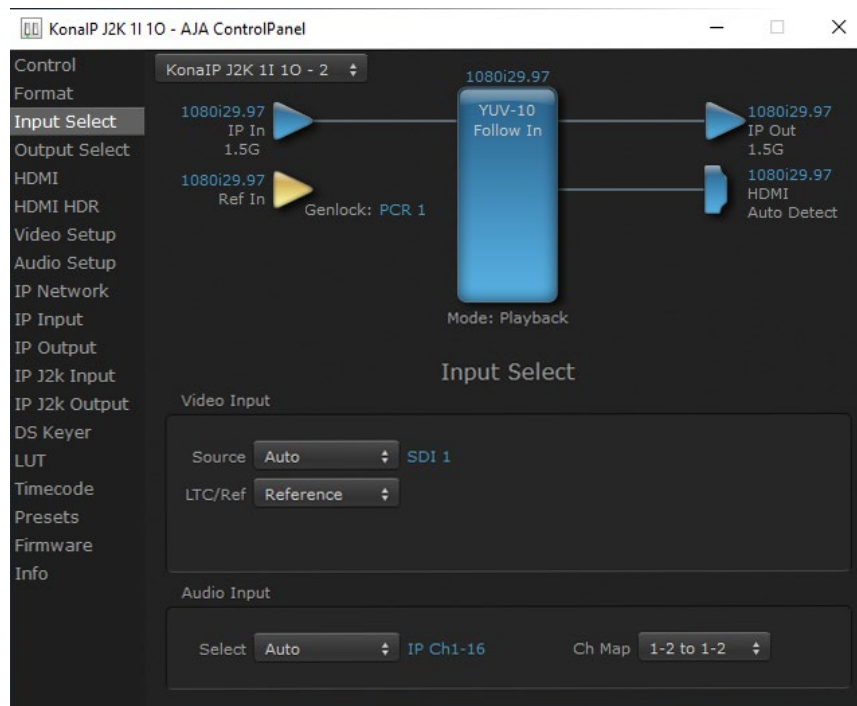 KonaIP J2K 1I 1O - AJA ControlPanel
Control
Format
Input Select
Output Select
HDMI
HDMI HDR
Video Setup
Audio Setup
IP Network
IP Input
IP Output
IP J2k Input
IP J2k Output
DS Keyer
LUT
Timecode
Presets
Firmware
Info
KonaIP J2K 1I 1O - 2
1080i29.97
1080i29.97
IP In
1.5G
1080i29.97
Ref In
Genlock: PCR 1
YUV-10
Follow In
Mode: Playback
1080i29.97
IP Out
1.5G
1080i29.97
HDMI
Auto Detect
Input Select
Video Input
Source Auto SDI 1
LTC/Ref Reference
Audio Input
Select Auto IP Ch1-16 Ch Map 1-2 to 1-2